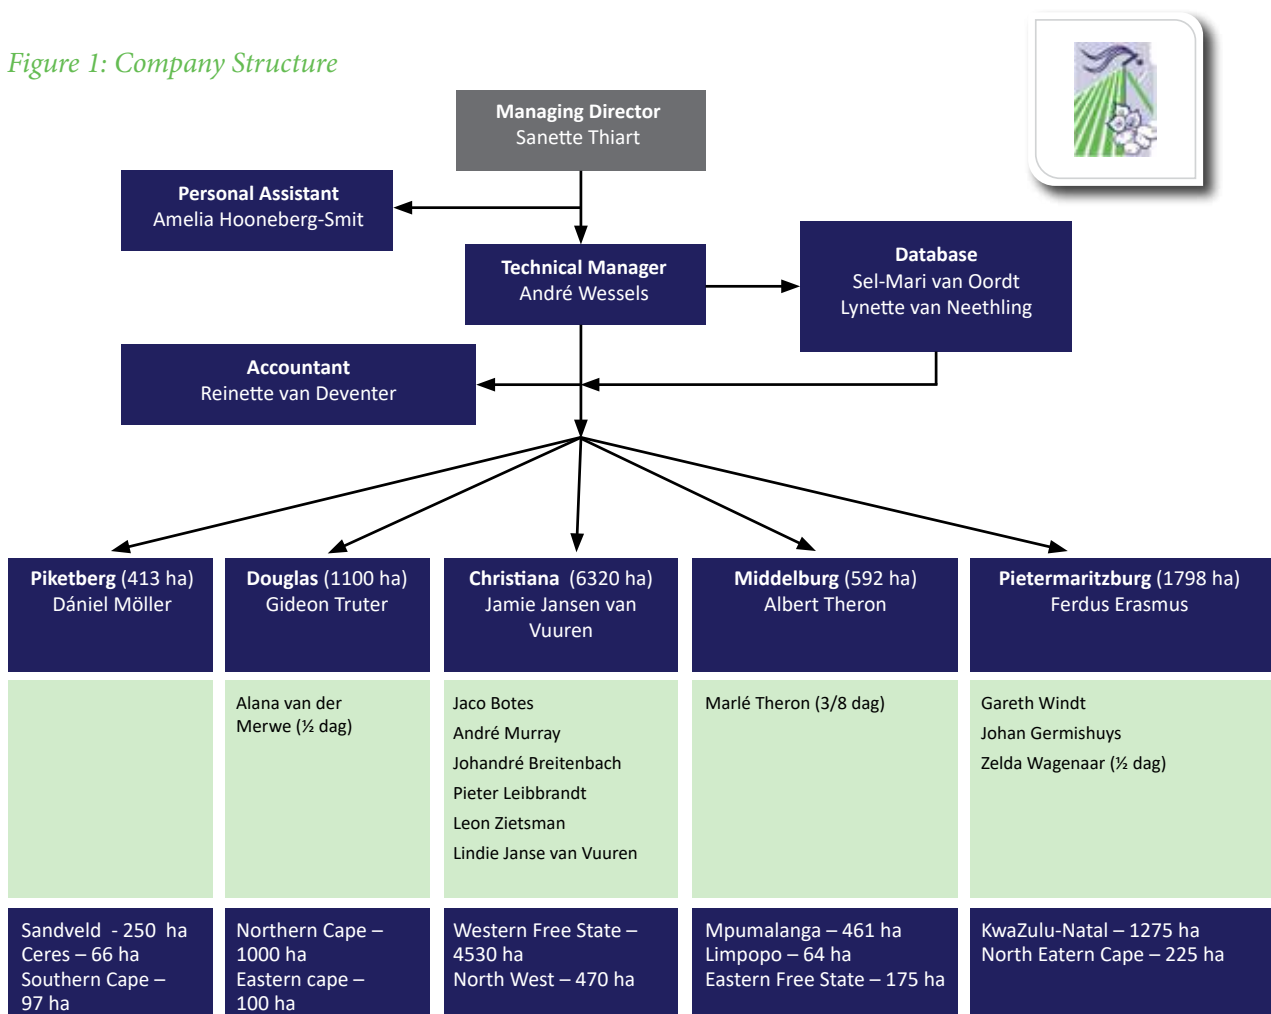 Figure 1: Company Structure
Managing Director
Sanette Thiart
Personal Assistant
Amelia Hooneberg-Smit
Technical Manager
André Wessels
Database
Sel-Mari van Oordt
Lynette van Neethling
Accountant
Reinette van Deventer
Piketberg (413 ha)
Dániel Möller
Douglas (1100 ha)
Gideon Truter
Christiana (6320 ha)
Jamie Jansen van
Vuuren
Middelburg (592 ha)
Albert Theron
Pietermaritzburg (1798 ha)
Ferdus Erasmus
Alana van der
Merwe (½ dag)
Jaco Botes
André Murray
Johandré Breitenbach
Pieter Leibbrandt
Leon Zietsman
Lindie Janse van Vuuren
Marlé Theron (3/8 dag)
Gareth Windt
Johan Germishuys
Zelda Wagenaar (½ dag)
Sandveld - 250 ha
Ceres – 66 ha
Southern Cape –
97 ha
Northern Cape –
1000 ha
Eastern cape –
100 ha
Western Free State –
4530 ha
North West – 470 ha
Mpumalanga – 461 ha
Limpopo – 64 ha
Eastern Free State – 175 ha
KwaZulu-Natal – 1275 ha
North Eatern Cape – 225 ha